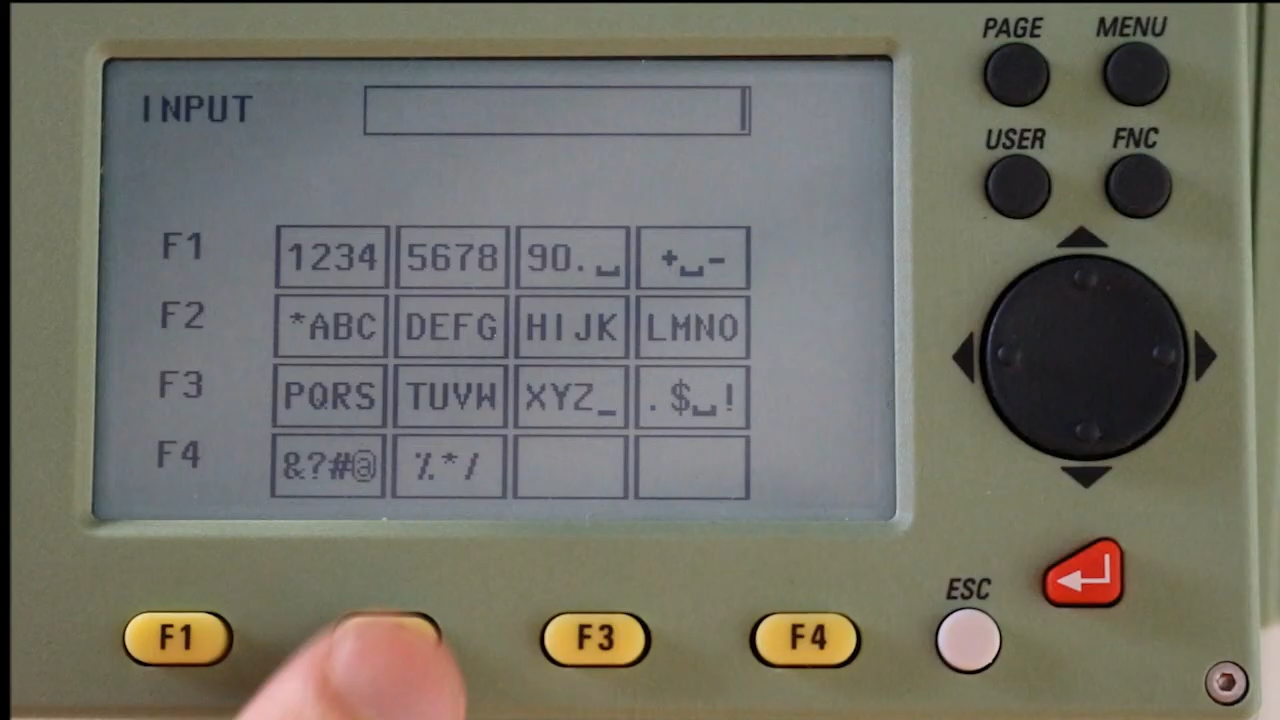 PAGE MENU
INPUT
USER FNC
F1 1234 5678 90.␣ +␣-
F2 *ABC DEFG HIJK LMNO
F3 PQRS TUVW XYZ_ .$␣!
F4 &?#@ %*/
ESC
F1 F3 F4